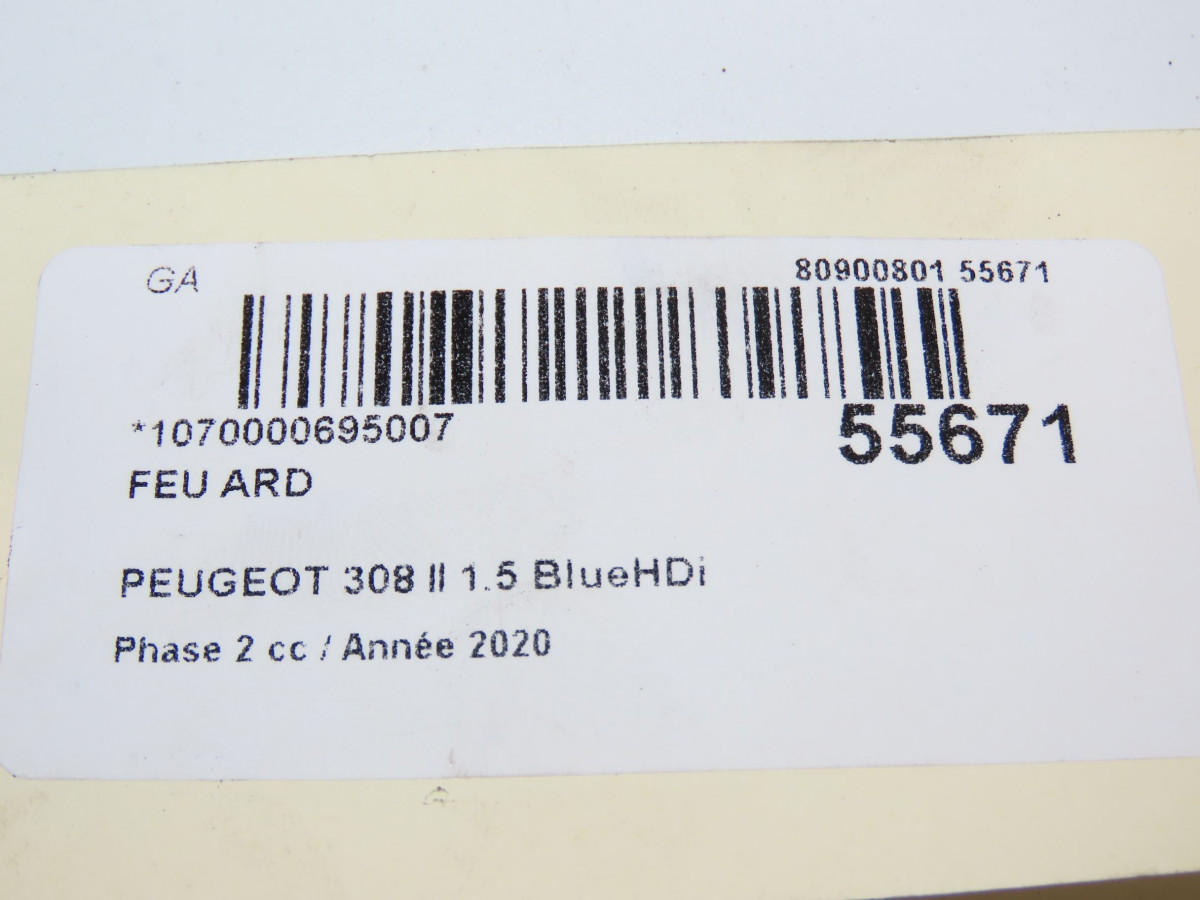 GA
80900801 55671
*1070000695007
55671
FEU ARD
PEUGEOT 308 II 1.5 BlueHDi
Phase 2 cc / Année 2020